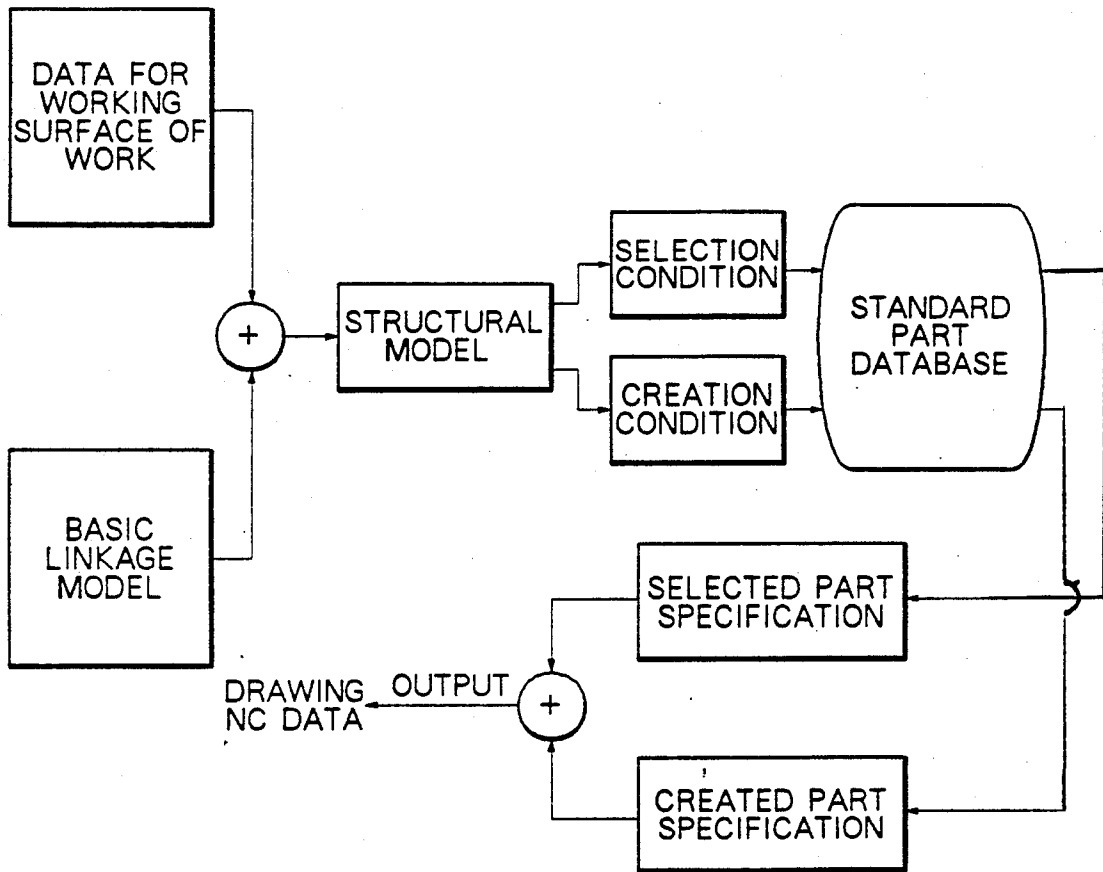 DATA FOR
WORKING
SURFACE OF
WORK
BASIC
LINKAGE
MODEL
+
STRUCTURAL
MODEL
SELECTION
CONDITION
CREATION
CONDITION
STANDARD
PART
DATABASE
SELECTED PART
SPECIFICATION
CREATED PART
SPECIFICATION
+
OUTPUT
DRAWING
NC DATA